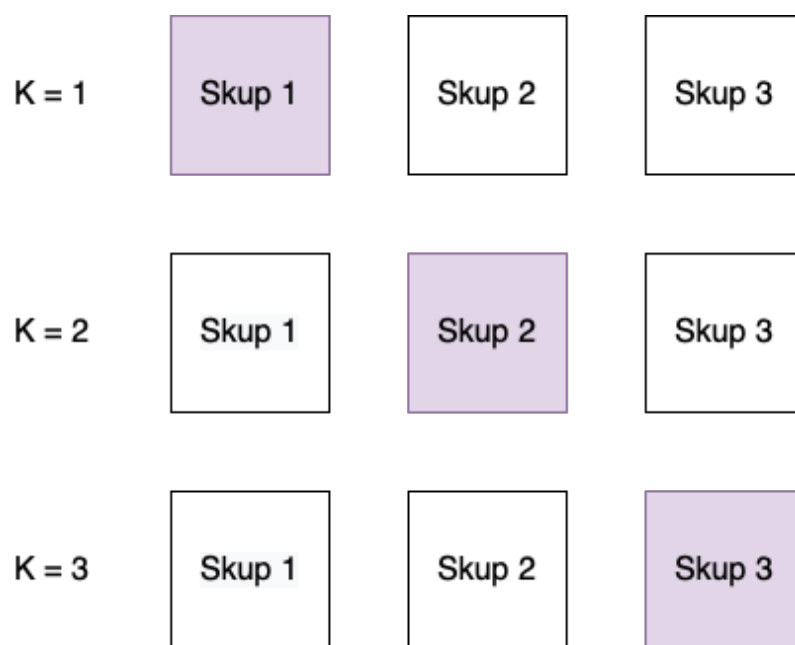 K = 1 Skup 1 Skup 2 Skup 3
K = 2 Skup 1 Skup 2 Skup 3
K = 3 Skup 1 Skup 2 Skup 3